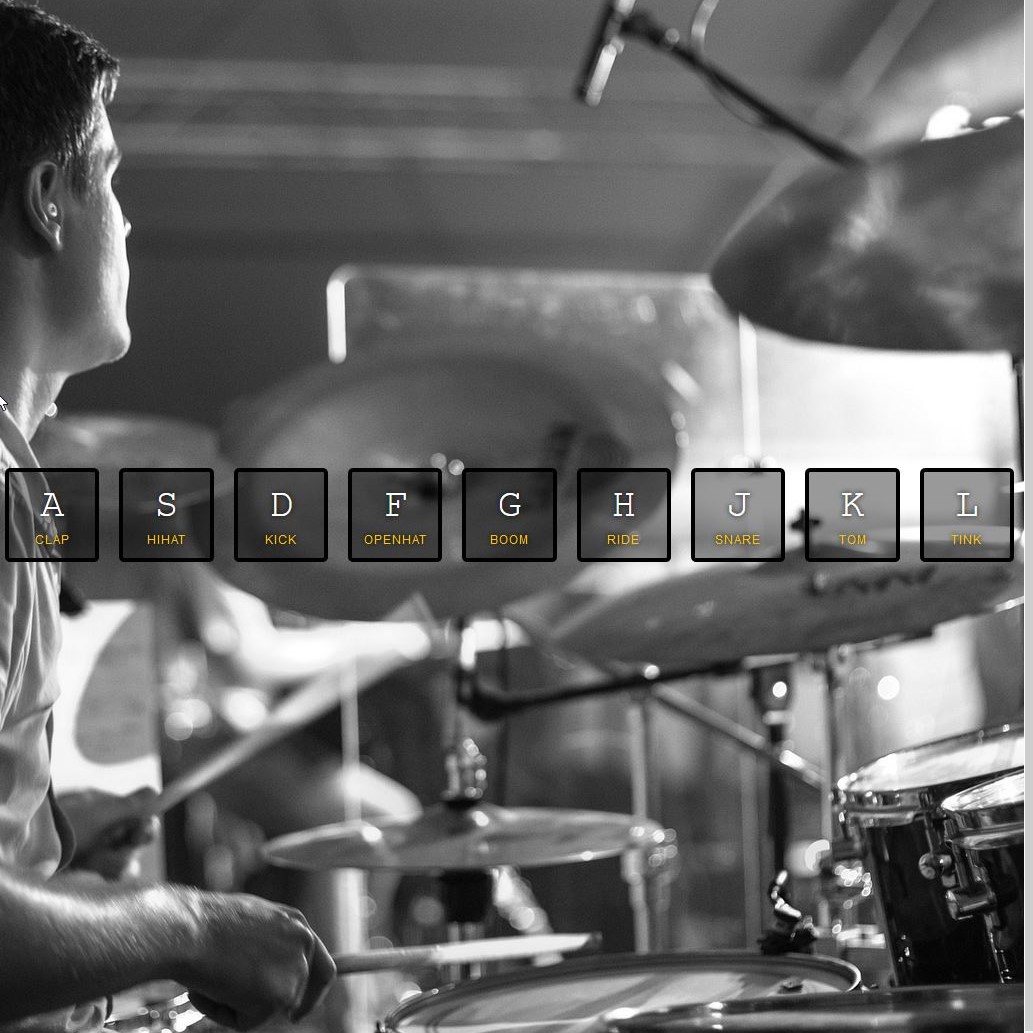 A S D F G H J K L
CLAP HIHAT KICK OPENHAT BOOM RIDE SNARE TOM TINK